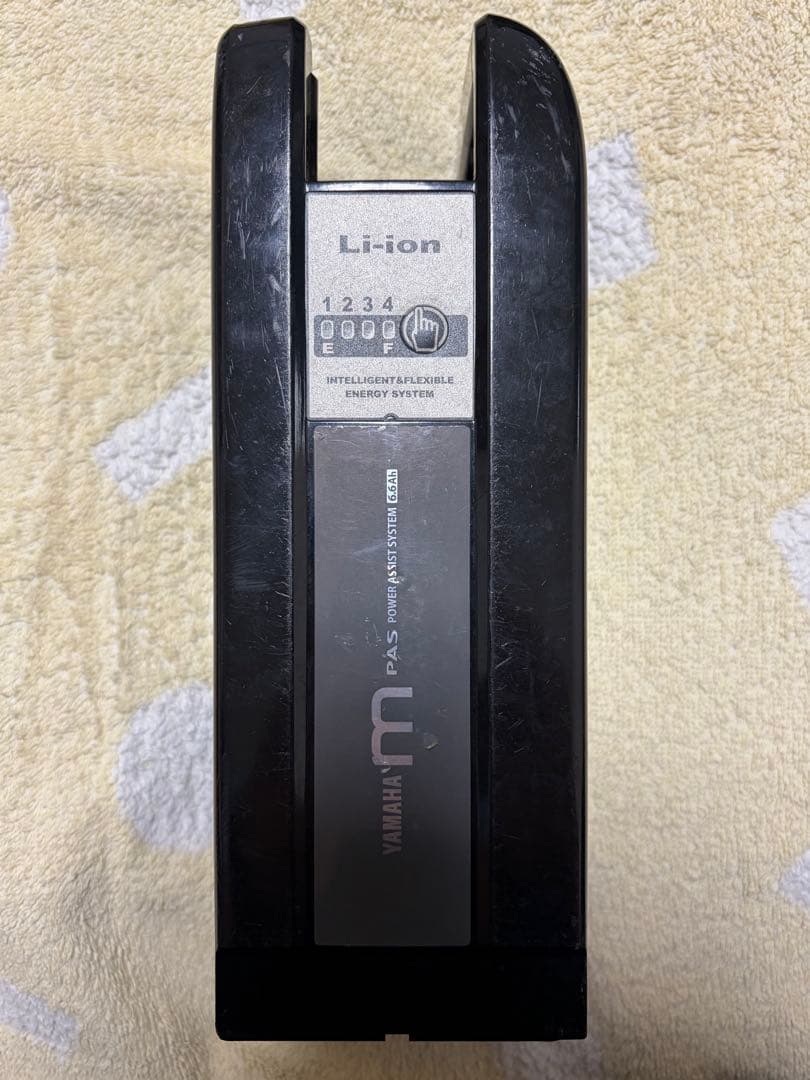 Li-ion
1 2 3 4
E F
INTELLIGENT&FLEXIBLE
ENERGY SYSTEM
YAMAHA m PAS POWER ASSIST SYSTEM 6.6Ah